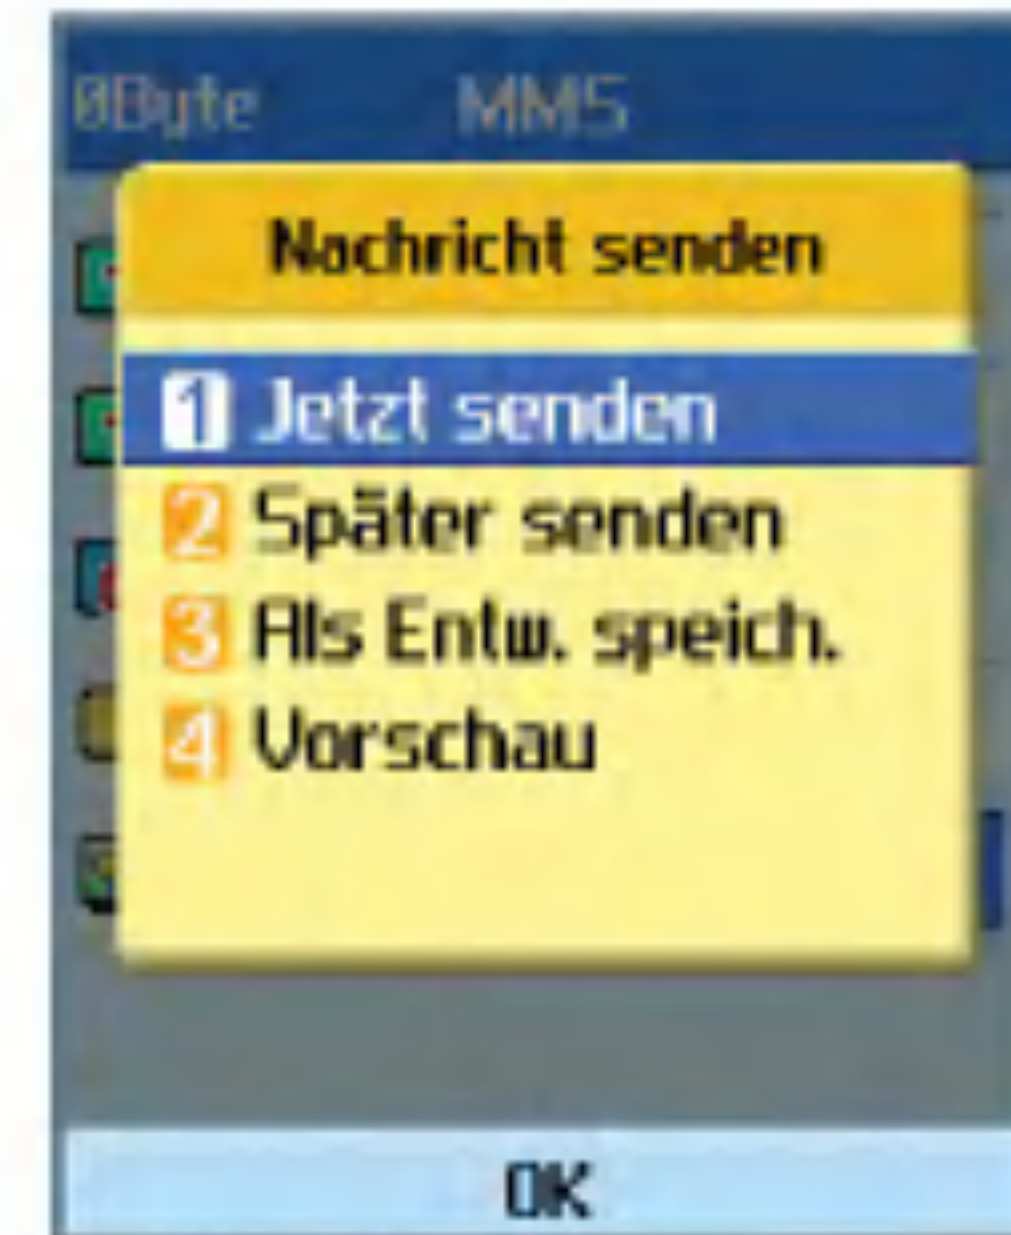 0Byte MMS
Nachricht senden
1 Jetzt senden
2 Später senden
3 Als Entw. speich.
4 Vorschau
OK